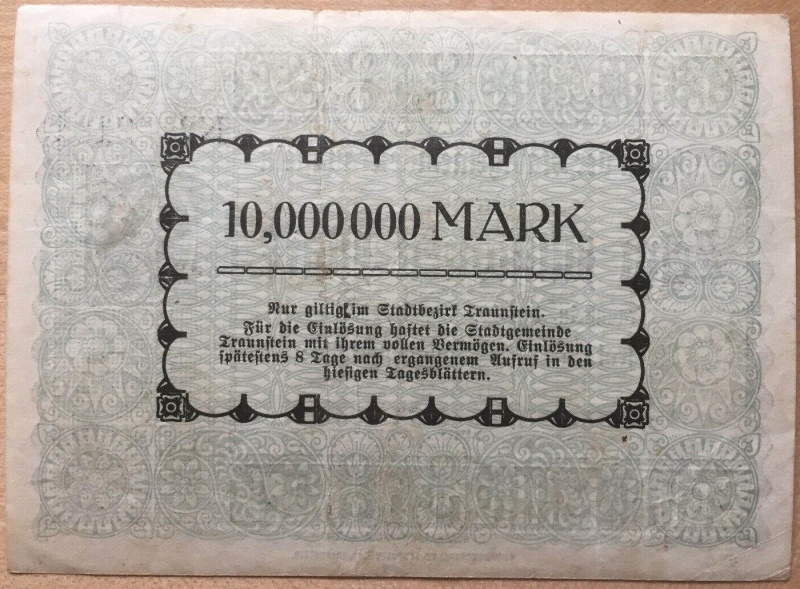 10,000 000 MARK
Nur giltig im Stadtbezirk Traunstein.
Für die Einlösung haftet die Stadtgemeinde
Traunstein mit ihrem vollen Vermögen. Einlösung
spätestens 8 Tage nach ergangenem Aufruf in den
hiesigen Tagesblättern.